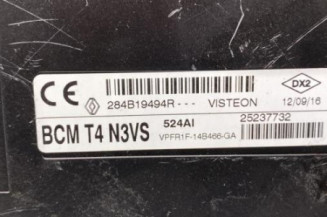 CE DX2
284B19494R--- VISTEON 12/09/16
BCM T4 N3VS 524AI 25237732
VPFR1F-14B466-GA